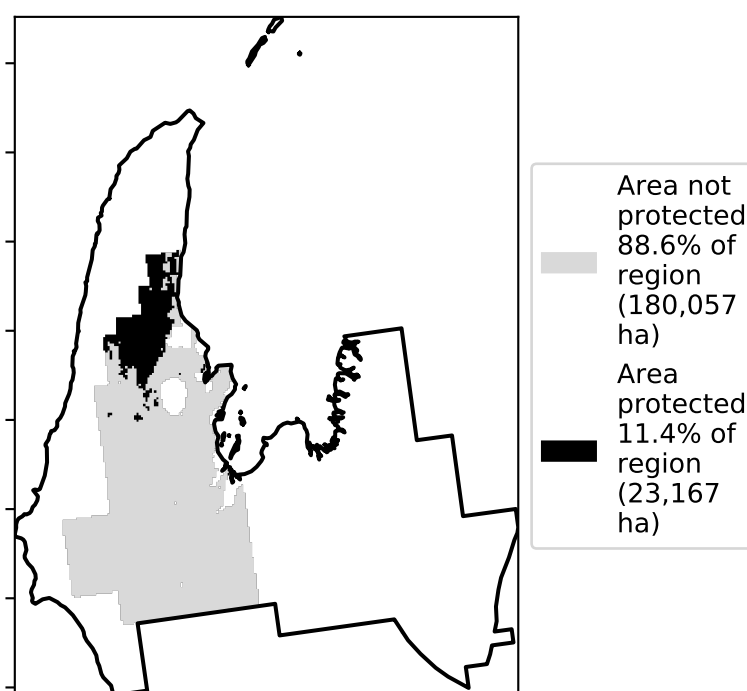 Area not
protected
88.6% of
region
(180,057
ha)
Area
protected
11.4% of
region
(23,167
ha)